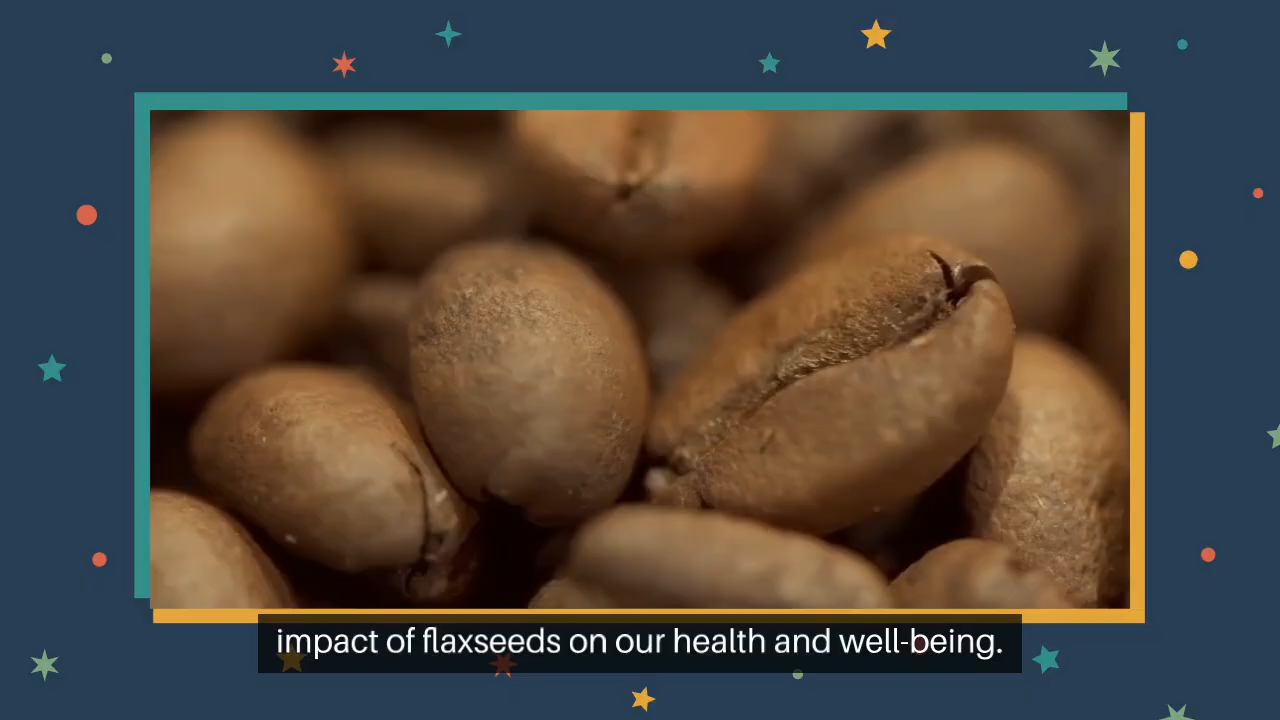 impact of flaxseeds on our health and well-being.